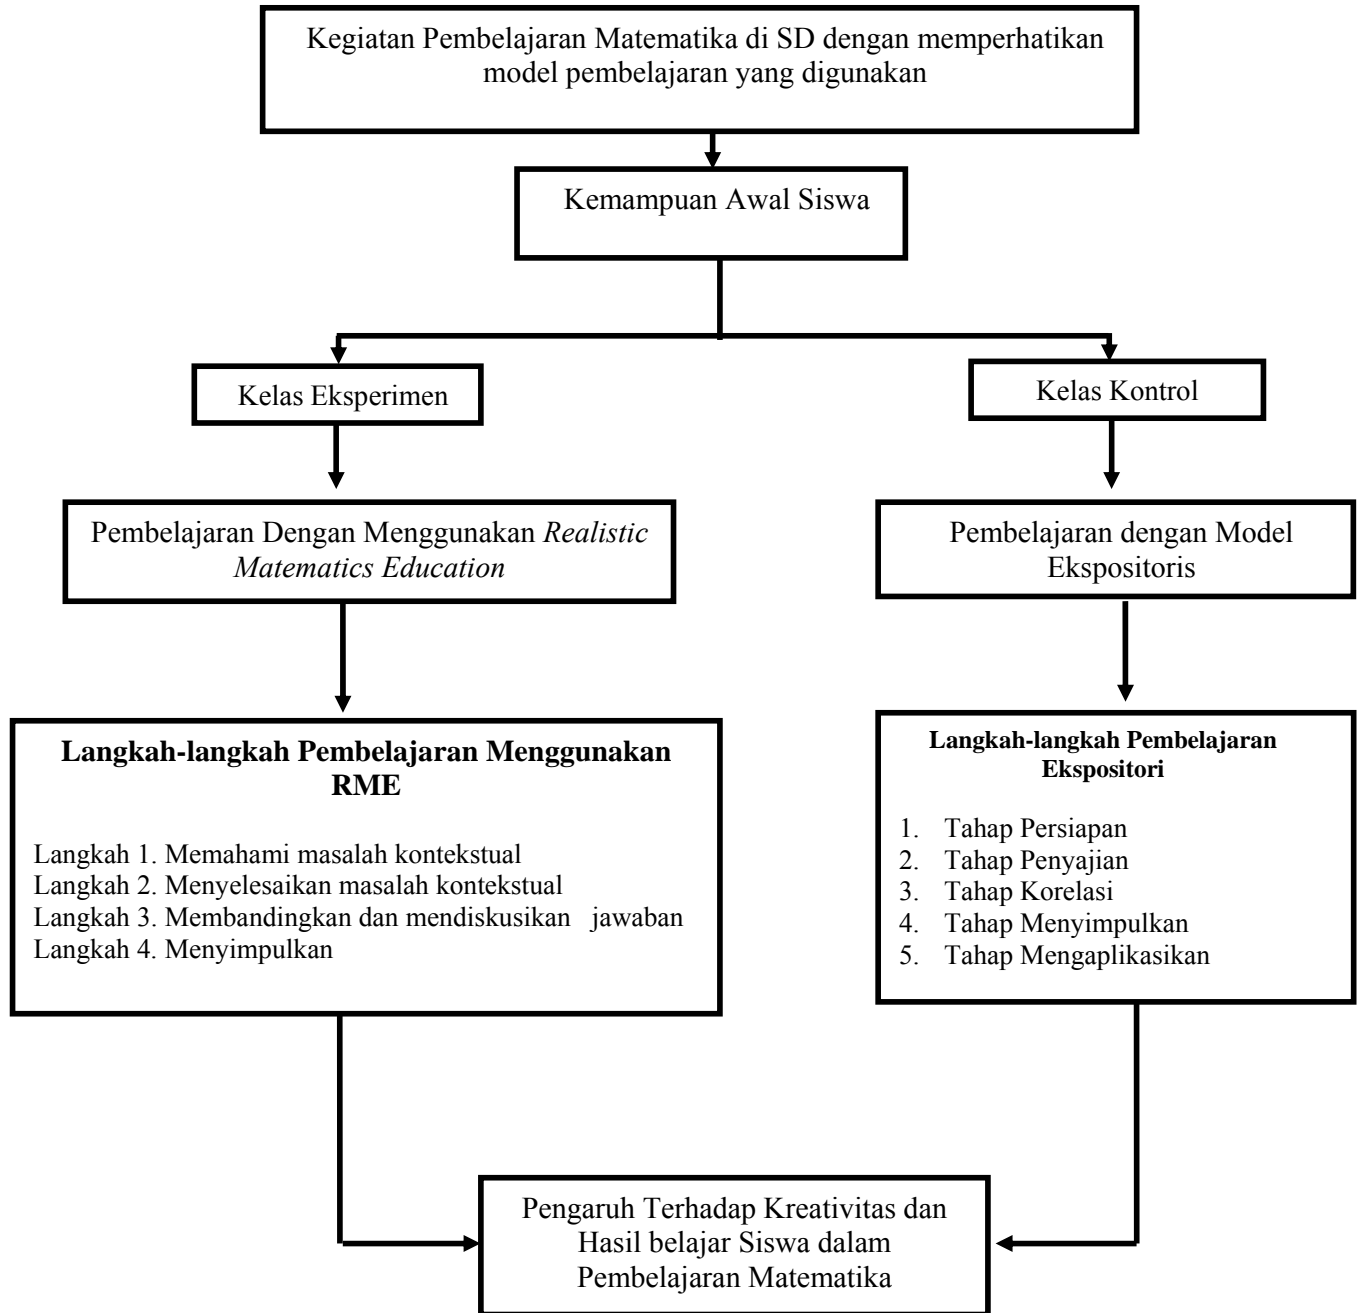 Kegiatan Pembelajaran Matematika di SD dengan memperhatikan
model pembelajaran yang digunakan
Kemampuan Awal Siswa
Kelas Eksperimen
Kelas Kontrol
Pembelajaran Dengan Menggunakan Realistic
Matematics Education
Pembelajaran dengan Model
Ekspositoris
Langkah-langkah Pembelajaran Menggunakan
RME
Langkah 1. Memahami masalah kontekstual
Langkah 2. Menyelesaikan masalah kontekstual
Langkah 3. Membandingkan dan mendiskusikan jawaban
Langkah 4. Menyimpulkan
Langkah-langkah Pembelajaran
Ekspositori
1. Tahap Persiapan
2. Tahap Penyajian
3. Tahap Korelasi
4. Tahap Menyimpulkan
5. Tahap Mengaplikasikan
Pengaruh Terhadap Kreativitas dan
Hasil belajar Siswa dalam
Pembelajaran Matematika